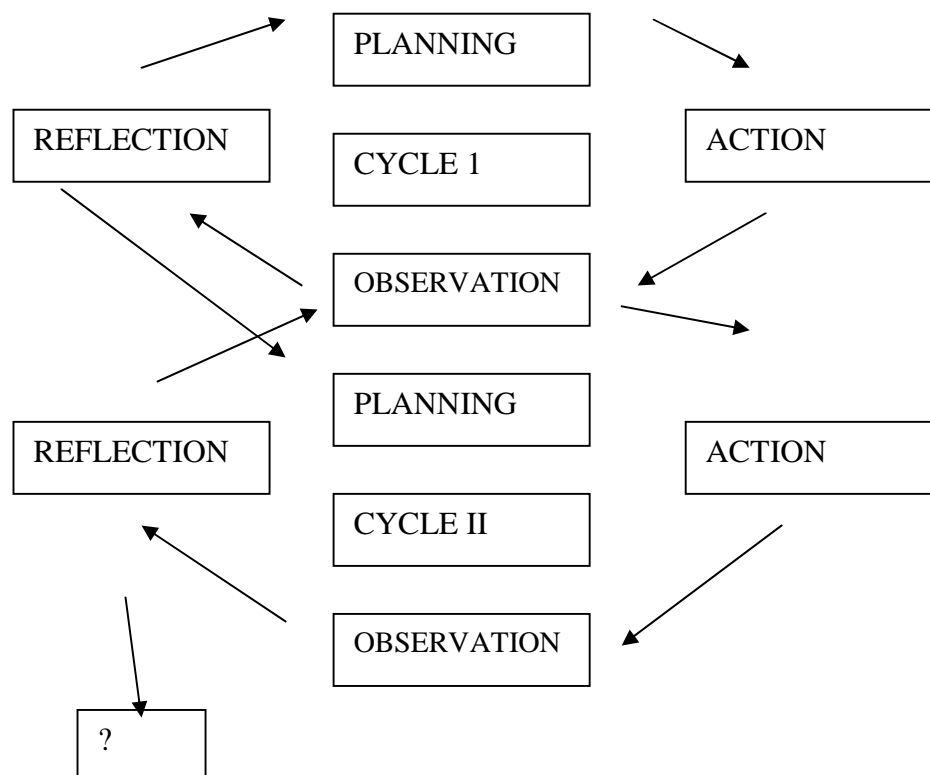 PLANNING
REFLECTION
CYCLE 1
ACTION
OBSERVATION
PLANNING
REFLECTION
ACTION
CYCLE II
OBSERVATION
?